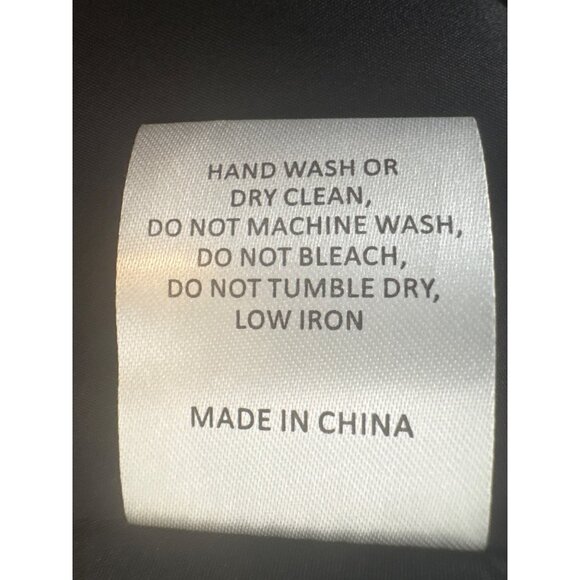 HAND WASH OR
DRY CLEAN,
DO NOT MACHINE WASH,
DO NOT BLEACH,
DO NOT TUMBLE DRY,
LOW IRON
MADE IN CHINA